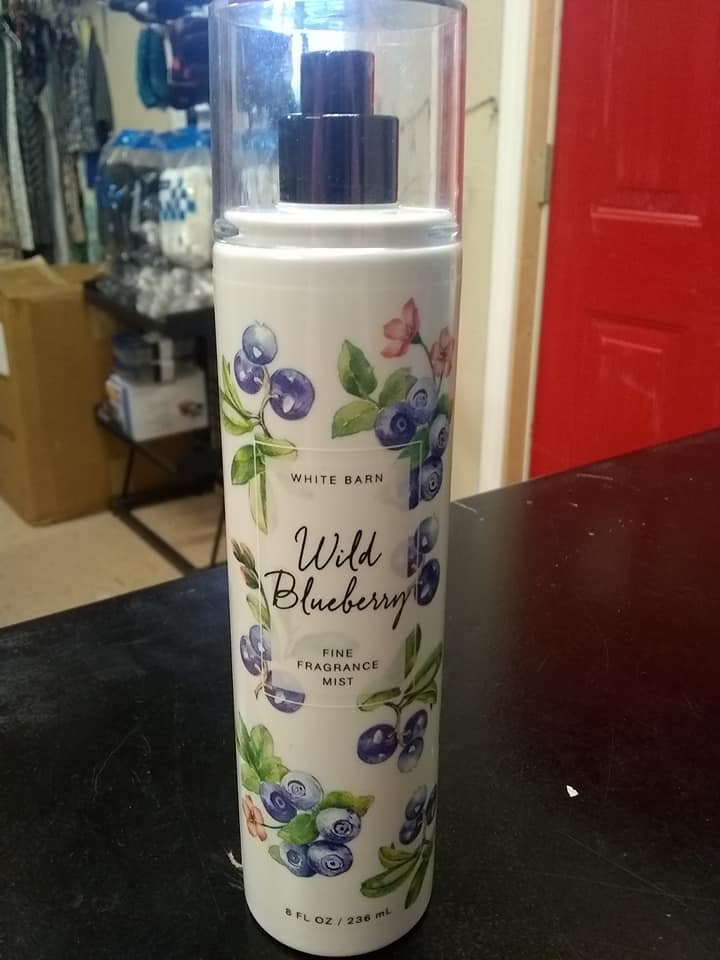 WHITE BARN
Wild
Blueberry
FINE
FRAGRANCE
MIST
8 FL OZ / 236 mL